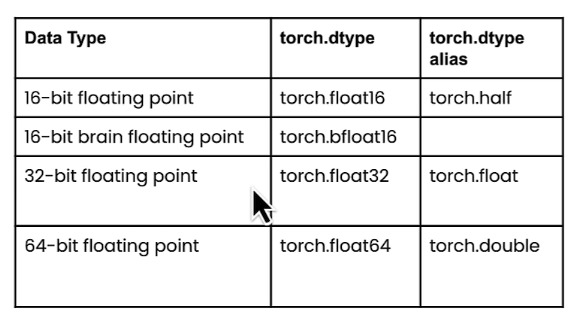 Data Type torch.dtype torch.dtype alias
16-bit floating point torch.float16 torch.half
16-bit brain floating point torch.bfloat16
32-bit floating point torch.float32 torch.float
64-bit floating point torch.float64 torch.double